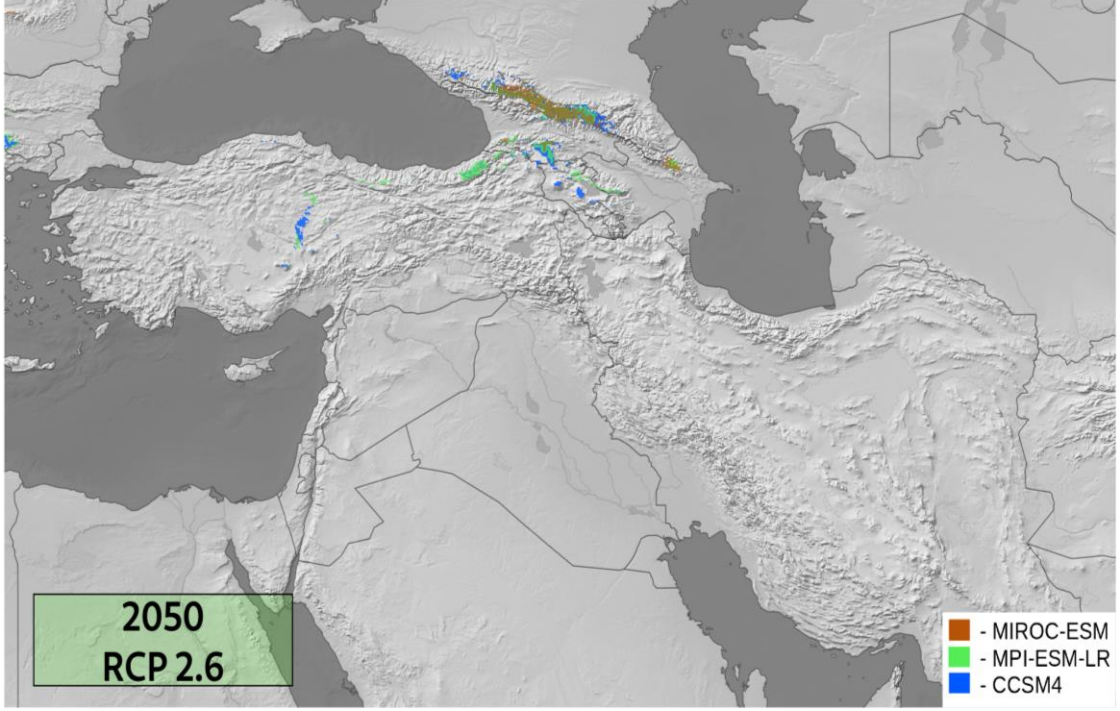 2050
RCP 2.6
- MIROC-ESM
- MPI-ESM-LR
- CCSM4